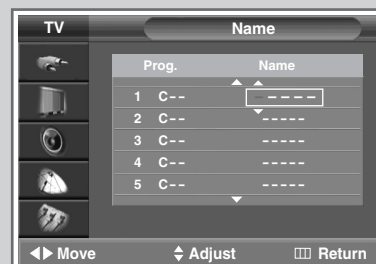 TV Name
Prog. Name
1 C-- -----
2 C-- -----
3 C-- -----
4 C-- -----
5 C-- -----
Move Adjust Return